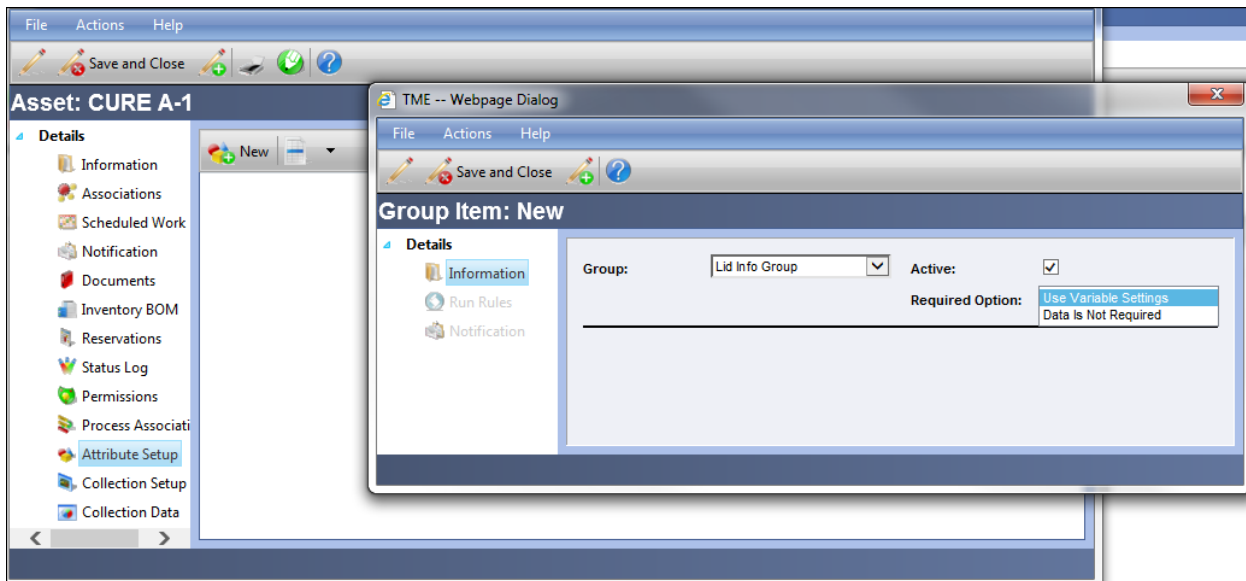 File Actions Help
Save and Close
Asset: CURE A-1
Details
Information
Associations
Scheduled Work
Notification
Documents
Inventory BOM
Reservations
Status Log
Permissions
Process Associati
Attribute Setup
Collection Setup
Collection Data
New
TME -- Webpage Dialog
File Actions Help
Save and Close
Group Item: New
Details
Information
Run Rules
Notification
Group: Lid Info Group Active:
Required Option: Use Variable Settings
Data Is Not Required